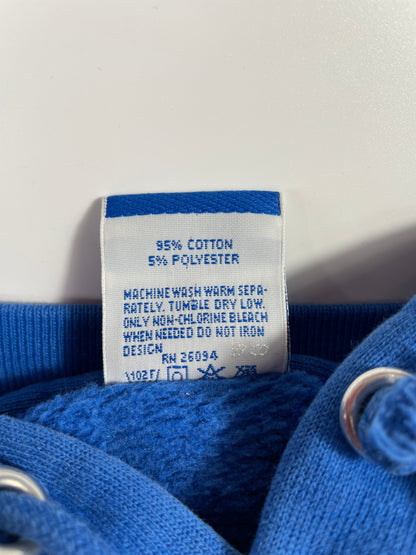 95% COTTON
5% POLYESTER
MACHINE WASH WARM SEPA-
RATELY. TUMBLE DRY LOW.
ONLY NON-CHLORINE BLEACH
WHEN NEEDED DO NOT IRON
DESIGN
RN 26094